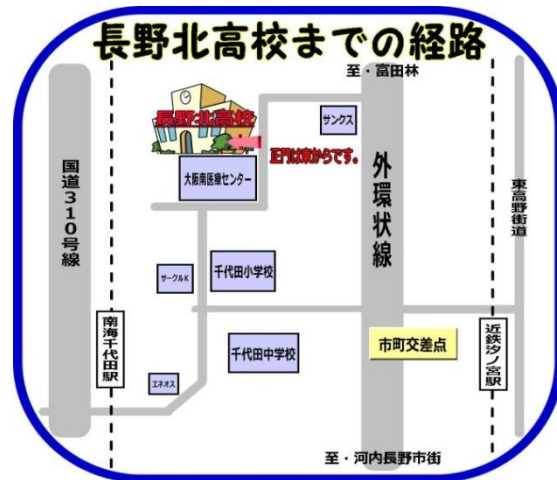 長野北高校までの経路
至・富田林
サンクス
長野北高校
正門は東からです。
大阪南医療センター
国道310号線
外環状線
東高野街道
サークルK
千代田小学校
南海千代田駅
千代田中学校
市町交差点
近鉄汐ノ宮駅
エネオス
至・河内長野市街